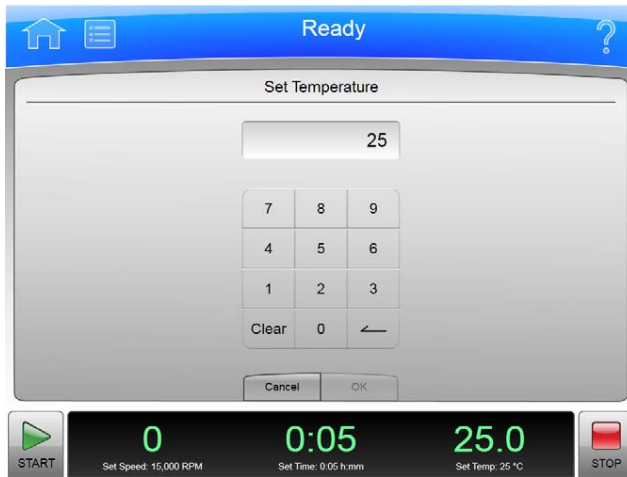 Ready
Set Temperature
25
7 8 9
4 5 6
1 2 3
Clear 0
Cancel OK
0 0:05 25.0
START Set Speed: 15,000 RPM Set Time: 0:05 h:mm Set Temp: 25 °C STOP